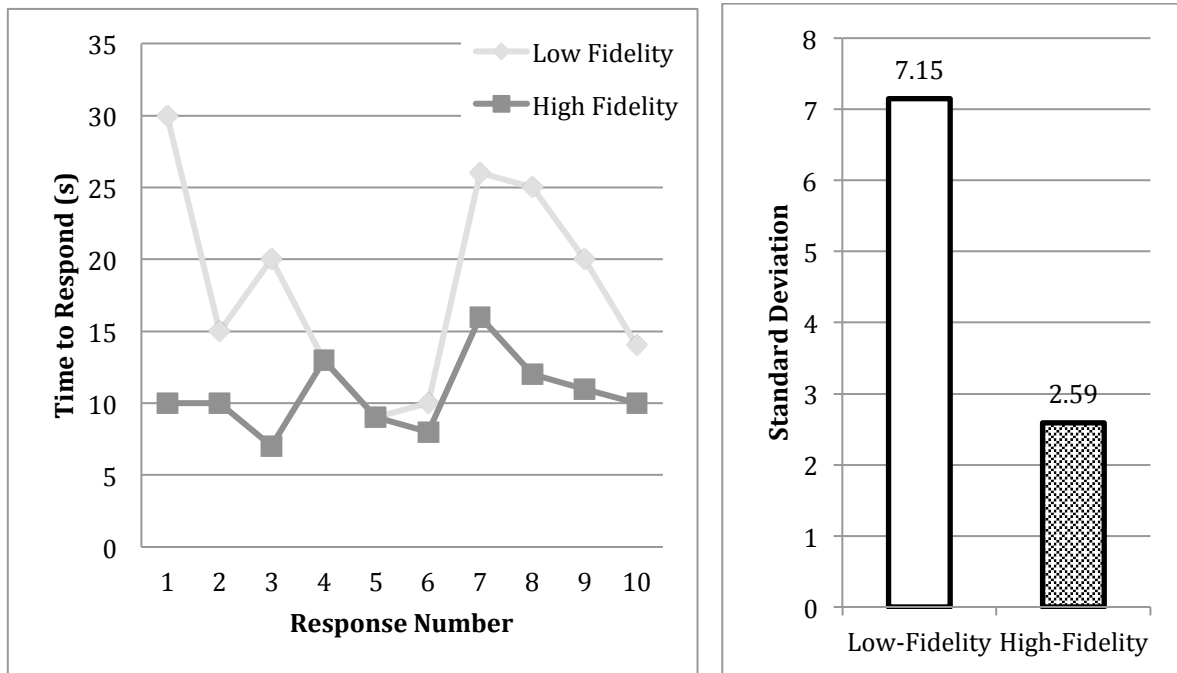 35
30
25
20
15
10
5
0
Time to Respond (s)
Low Fidelity
High Fidelity
1 2 3 4 5 6 7 8 9 10
Response Number
8
7
6
5
4
3
2
1
0
Standard Deviation
7.15
2.59
Low-Fidelity High-Fidelity